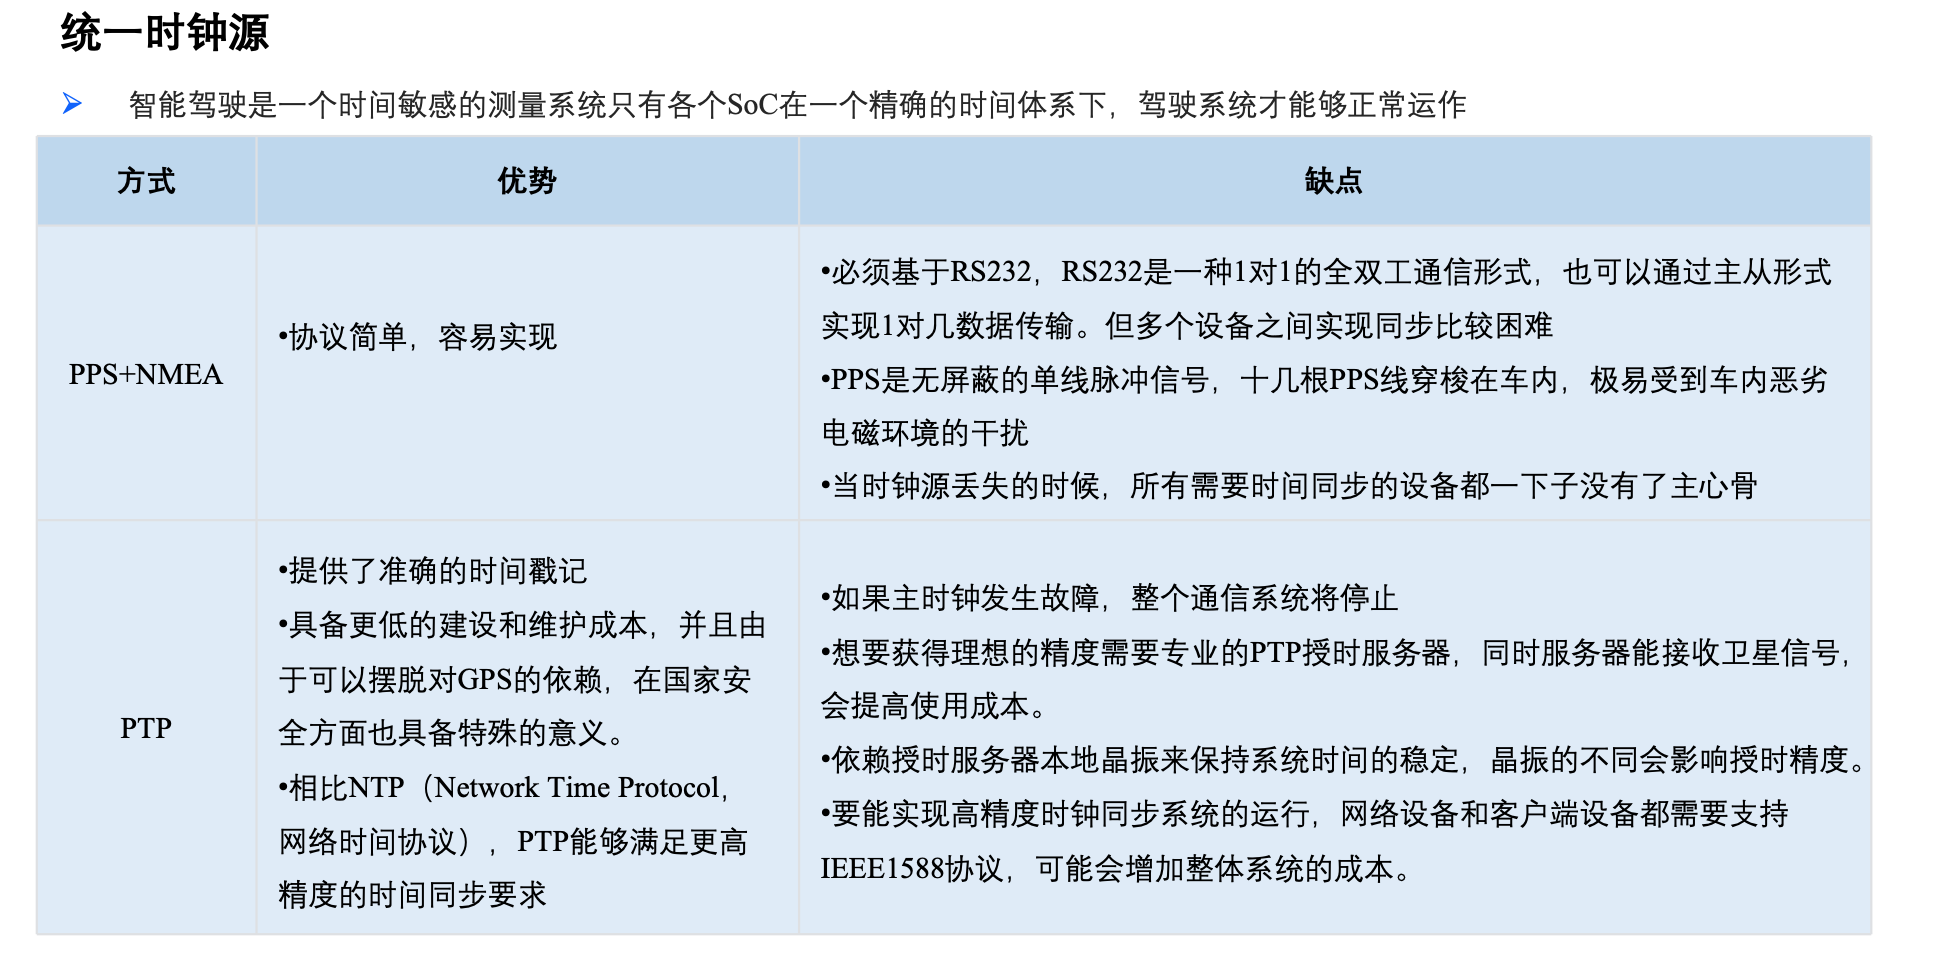 统一时钟源
➢ 智能驾驶是一个时间敏感的测量系统只有各个SoC在一个精确的时间体系下，驾驶系统才能够正常运作
方式
优势
缺点
PPS+NMEA
•协议简单，容易实现
•必须基于RS232，RS232是一种1对1的全双工通信形式，也可以通过主从形式
实现1对几数据传输。但多个设备之间实现同步比较困难
•PPS是无屏蔽的单线脉冲信号，十几根PPS线穿梭在车内，极易受到车内恶劣
电磁环境的干扰
•当时钟源丢失的时候，所有需要时间同步的设备都一下子没有了主心骨
PTP
•提供了准确的时间戳记
•具备更低的建设和维护成本，并且由
于可以摆脱对GPS的依赖，在国家安
全方面也具备特殊的意义。
•相比NTP（Network Time Protocol，
网络时间协议），PTP能够满足更高
精度的时间同步要求
•如果主时钟发生故障，整个通信系统将停止
•想要获得理想的精度需要专业的PTP授时服务器，同时服务器能接收卫星信号，
会提高使用成本。
•依赖授时服务器本地晶振来保持系统时间的稳定，晶振的不同会影响授时精度。
•要能实现高精度时钟同步系统的运行，网络设备和客户端设备都需要支持
IEEE1588协议，可能会增加整体系统的成本。